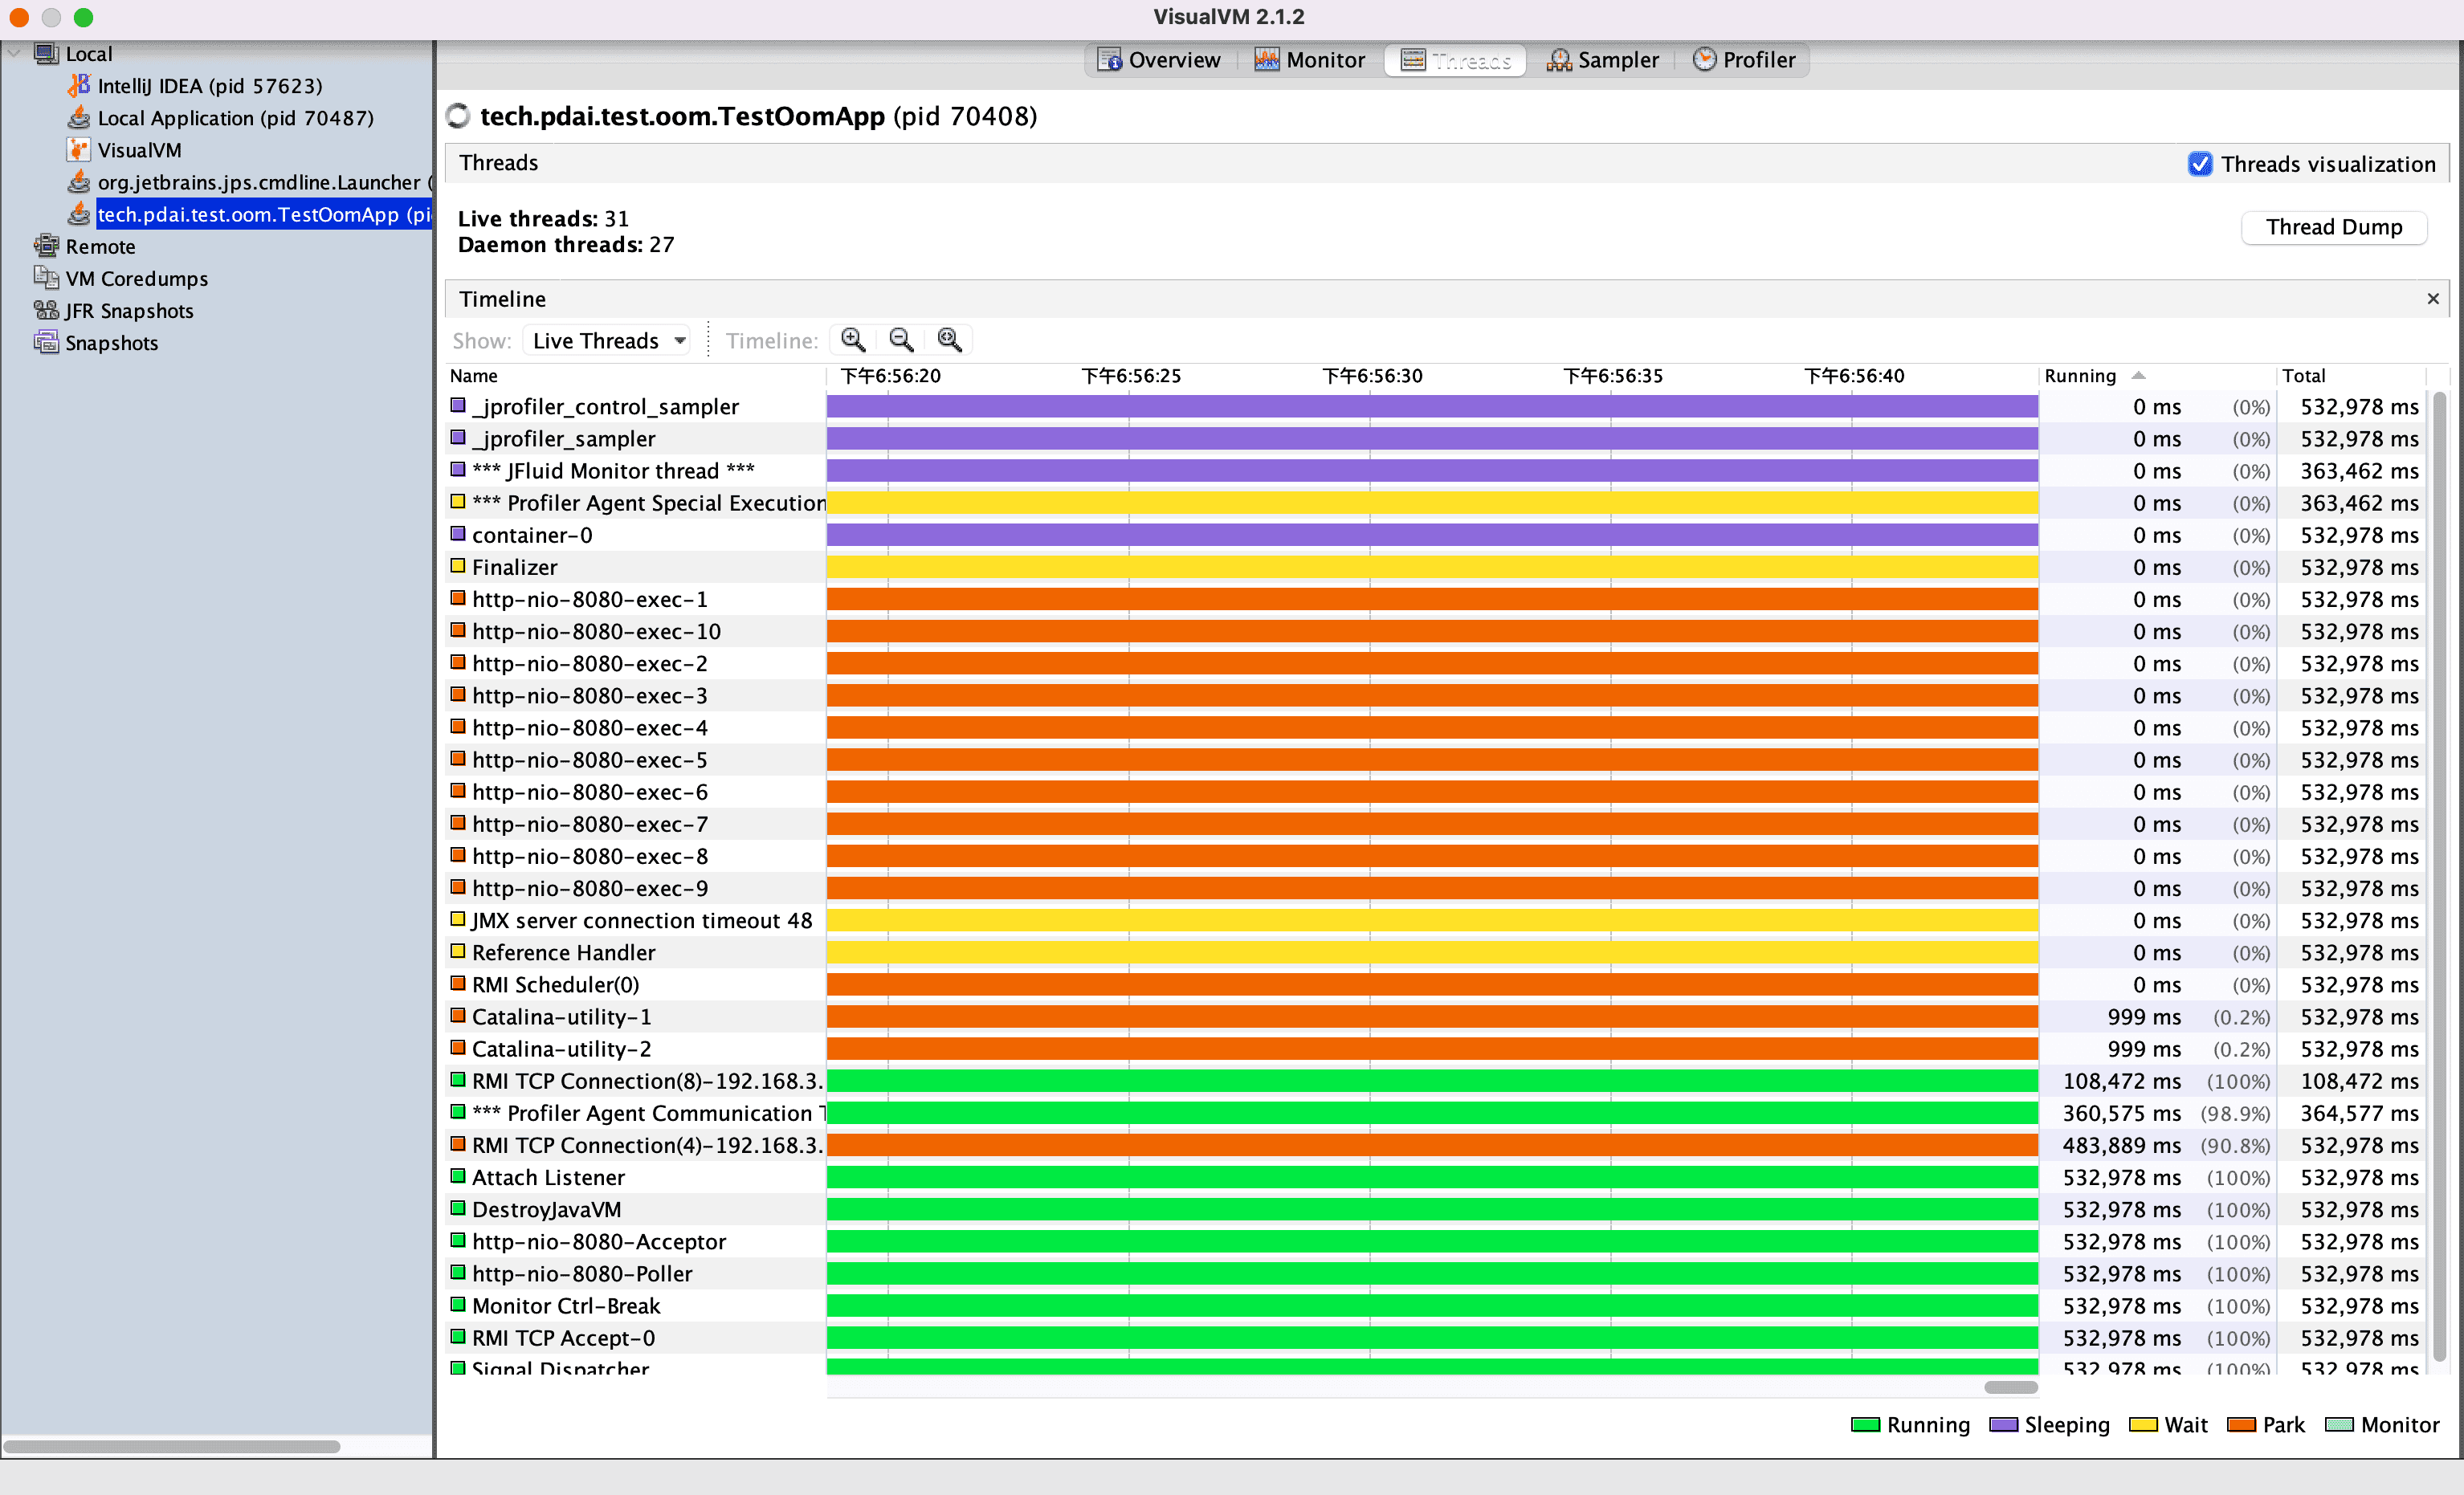 VisualVM 2.1.2
Local
IntelliJ IDEA (pid 57623)
Local Application (pid 70487)
VisualVM
org.jetbrains.jps.cmdline.Launcher (
tech.pdai.test.oom.TestOomApp (pi
Remote
VM Coredumps
JFR Snapshots
Snapshots
Overview Monitor Threads Sampler Profiler
tech.pdai.test.oom.TestOomApp (pid 70408)
Threads Threads visualization
Live threads: 31
Daemon threads: 27
Thread Dump
Timeline
Show: Live Threads Timeline:
Name 下午6:56:20 下午6:56:25 下午6:56:30 下午6:56:35 下午6:56:40 Running Total
_jprofiler_control_sampler 0 ms (0%) 532,978 ms
_jprofiler_sampler 0 ms (0%) 532,978 ms
*** JFluid Monitor thread *** 0 ms (0%) 363,462 ms
*** Profiler Agent Special Execution 0 ms (0%) 363,462 ms
container-0 0 ms (0%) 532,978 ms
Finalizer 0 ms (0%) 532,978 ms
http-nio-8080-exec-1 0 ms (0%) 532,978 ms
http-nio-8080-exec-10 0 ms (0%) 532,978 ms
http-nio-8080-exec-2 0 ms (0%) 532,978 ms
http-nio-8080-exec-3 0 ms (0%) 532,978 ms
http-nio-8080-exec-4 0 ms (0%) 532,978 ms
http-nio-8080-exec-5 0 ms (0%) 532,978 ms
http-nio-8080-exec-6 0 ms (0%) 532,978 ms
http-nio-8080-exec-7 0 ms (0%) 532,978 ms
http-nio-8080-exec-8 0 ms (0%) 532,978 ms
http-nio-8080-exec-9 0 ms (0%) 532,978 ms
JMX server connection timeout 48 0 ms (0%) 532,978 ms
Reference Handler 0 ms (0%) 532,978 ms
RMI Scheduler(0) 0 ms (0%) 532,978 ms
Catalina-utility-1 999 ms (0.2%) 532,978 ms
Catalina-utility-2 999 ms (0.2%) 532,978 ms
RMI TCP Connection(8)-192.168.3. 108,472 ms (100%) 108,472 ms
*** Profiler Agent Communication T 360,575 ms (98.9%) 364,577 ms
RMI TCP Connection(4)-192.168.3. 483,889 ms (90.8%) 532,978 ms
Attach Listener 532,978 ms (100%) 532,978 ms
DestroyJavaVM 532,978 ms (100%) 532,978 ms
http-nio-8080-Acceptor 532,978 ms (100%) 532,978 ms
http-nio-8080-Poller 532,978 ms (100%) 532,978 ms
Monitor Ctrl-Break 532,978 ms (100%) 532,978 ms
RMI TCP Accept-0 532,978 ms (100%) 532,978 ms
Signal Dispatcher 532,978 ms (100%) 532,978 ms
Running Sleeping Wait Park Monitor